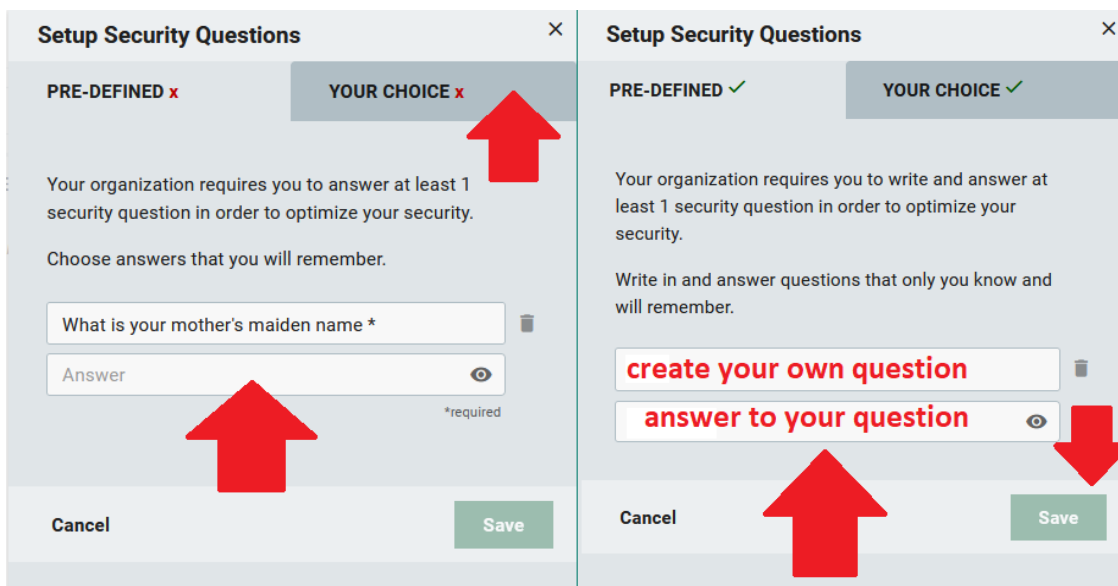 Setup Security Questions
PRE-DEFINED x
YOUR CHOICE x
Your organization requires you to answer at least 1
security question in order to optimize your security.
Choose answers that you will remember.
What is your mother's maiden name *
Answer
*required
Cancel
Save
Setup Security Questions
PRE-DEFINED ✓
YOUR CHOICE ✓
Your organization requires you to write and answer at
least 1 security question in order to optimize your
security.
Write in and answer questions that only you know and
will remember.
create your own question
answer to your question
Cancel
Save